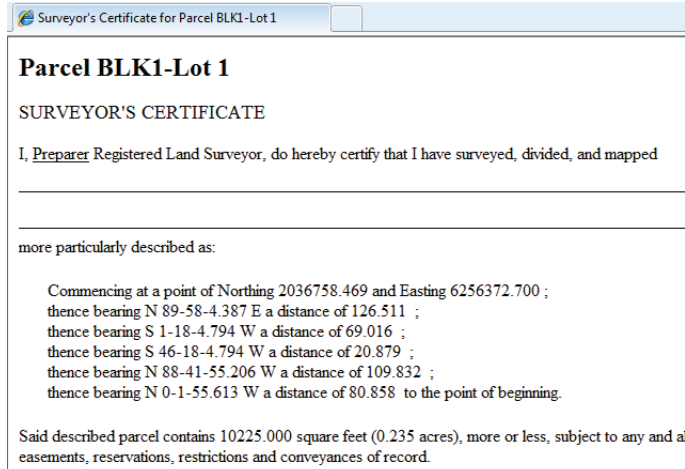 Surveyor's Certificate for Parcel BLK1-Lot 1
Parcel BLK1-Lot 1
SURVEYOR'S CERTIFICATE
I, Preparer Registered Land Surveyor, do hereby certify that I have surveyed, divided, and mapped
more particularly described as:
Commencing at a point of Northing 2036758.469 and Easting 6256372.700 ;
thence bearing N 89-58-4.387 E a distance of 126.511 ;
thence bearing S 1-18-4.794 W a distance of 69.016 ;
thence bearing S 46-18-4.794 W a distance of 20.879 ;
thence bearing N 88-41-55.206 W a distance of 109.832 ;
thence bearing N 0-1-55.613 W a distance of 80.858 to the point of beginning.
Said described parcel contains 10225.000 square feet (0.235 acres), more or less, subject to any and
easements, reservations, restrictions and conveyances of record.